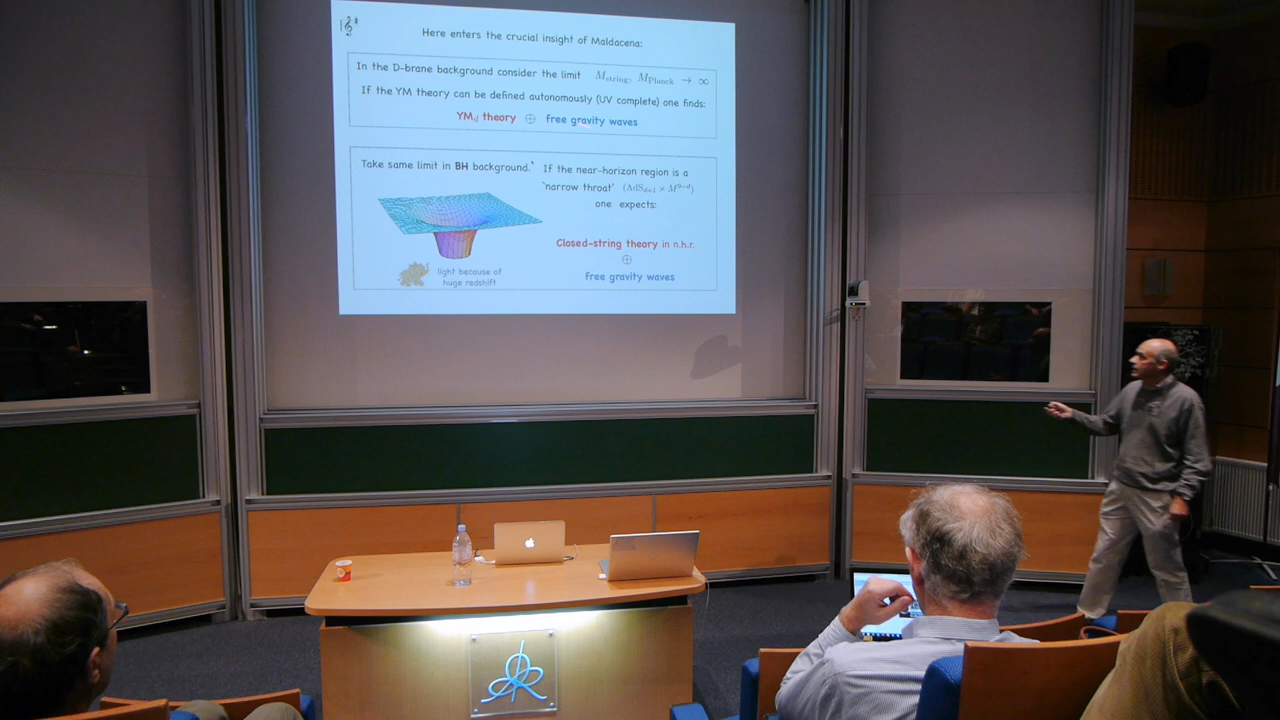 Here enters the crucial insight of Maldacena:
In the D-brane background consider the limit M_string, M_Planck → ∞
If the YM theory can be defined autonomously (UV complete) one finds:
YM_d theory ⊕ free gravity waves
Take same limit in BH background.
If the near-horizon region is a
'narrow throat' (AdS_{d+1} × M^{9-d})
one expects:
Closed-string theory in n.h.r.
⊕
free gravity waves
light because of
huge redshift